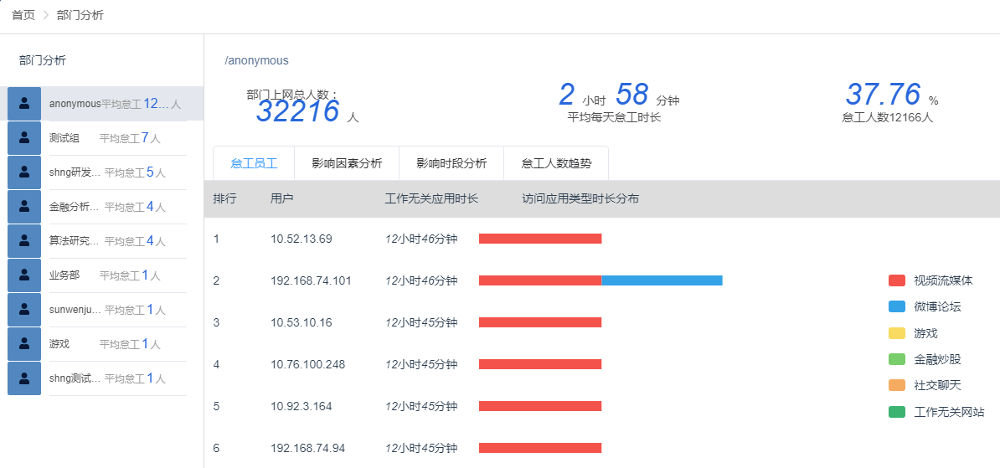 首页 > 部门分析
部门分析
anonymous平均怠工12...人
测试组 平均怠工7人
shng研发... 平均怠工5人
金融分析... 平均怠工4人
算法研究... 平均怠工4人
业务部 平均怠工1人
sunwenju... 平均怠工1人
游戏 平均怠工1人
shng测试... 平均怠工1人
/anonymous
部门上网总人数：
32216 人
2 小时 58 分钟
平均每天怠工时长
37.76 %
怠工人数12166人
怠工员工 影响因素分析 影响时段分析 怠工人数趋势
排行 用户 工作无关应用时长 访问应用类型时长分布
1 10.52.13.69 12小时46分钟
2 192.168.74.101 12小时46分钟
3 10.53.10.16 12小时45分钟
4 10.76.100.248 12小时45分钟
5 10.92.3.164 12小时45分钟
6 192.168.74.94 12小时45分钟
视频流媒体
微博论坛
游戏
金融炒股
社交聊天
工作无关网站